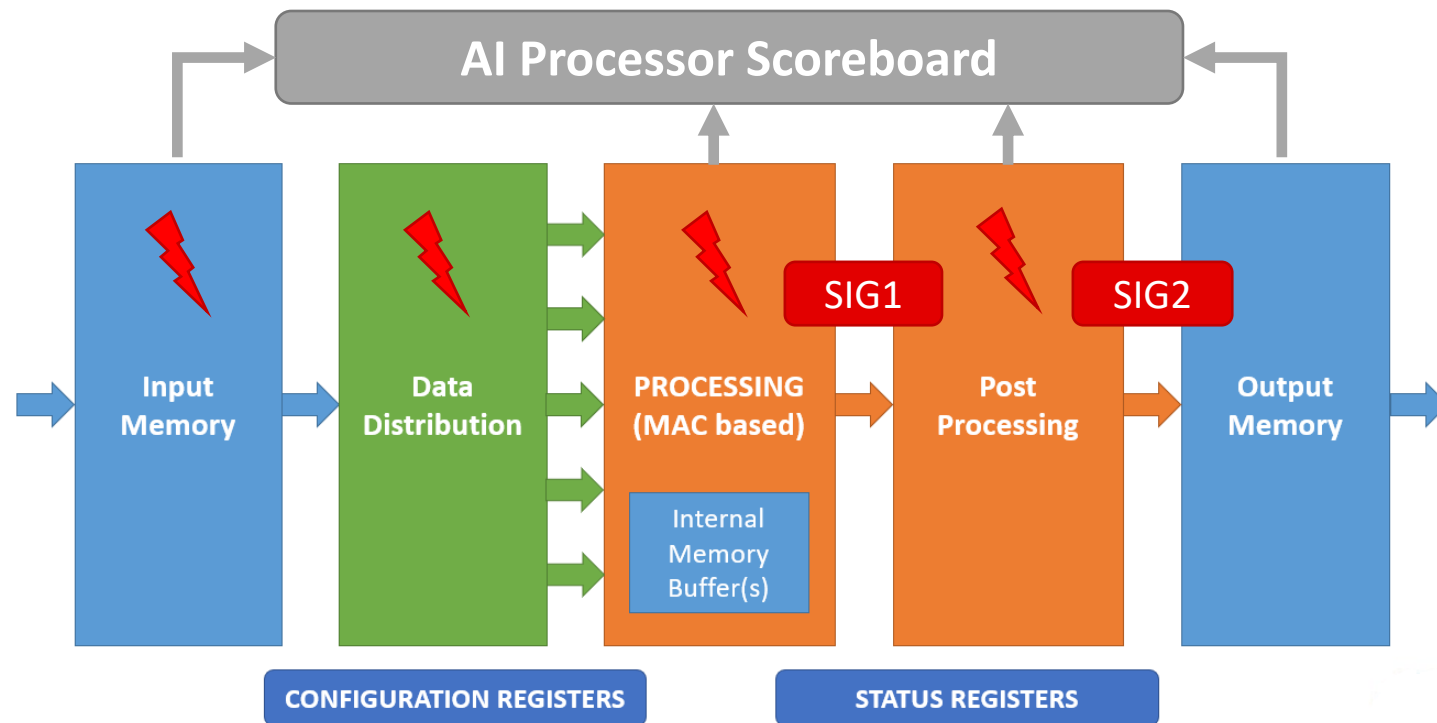 AI Processor Scoreboard
SIG1
SIG2
Input
Memory
Data
Distribution
PROCESSING
(MAC based)
Post
Processing
Output
Memory
Internal
Memory
Buffer(s)
CONFIGURATION REGISTERS
STATUS REGISTERS